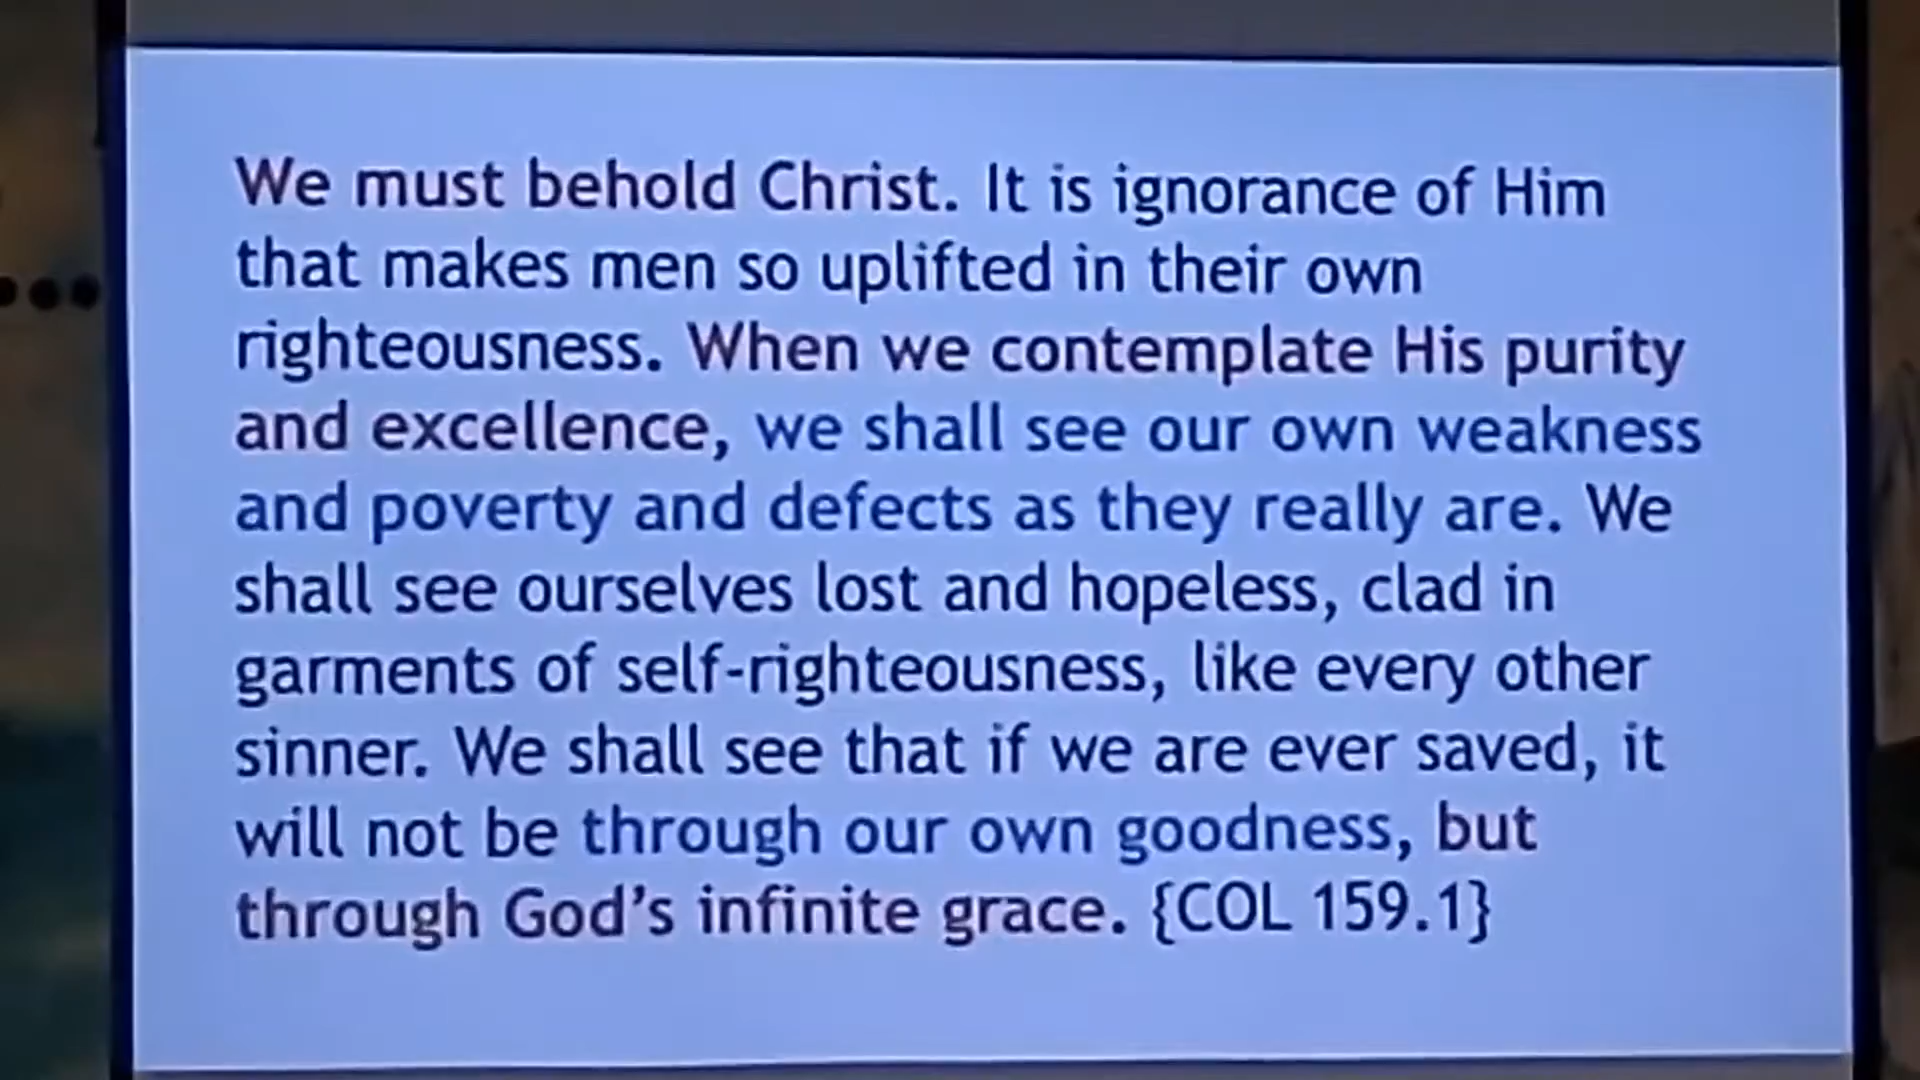 We must behold Christ. It is ignorance of Him
that makes men so uplifted in their own
righteousness. When we contemplate His purity
and excellence, we shall see our own weakness
and poverty and defects as they really are. We
shall see ourselves lost and hopeless, clad in
garments of self-righteousness, like every other
sinner. We shall see that if we are ever saved, it
will not be through our own goodness, but
through God's infinite grace. {COL 159.1}